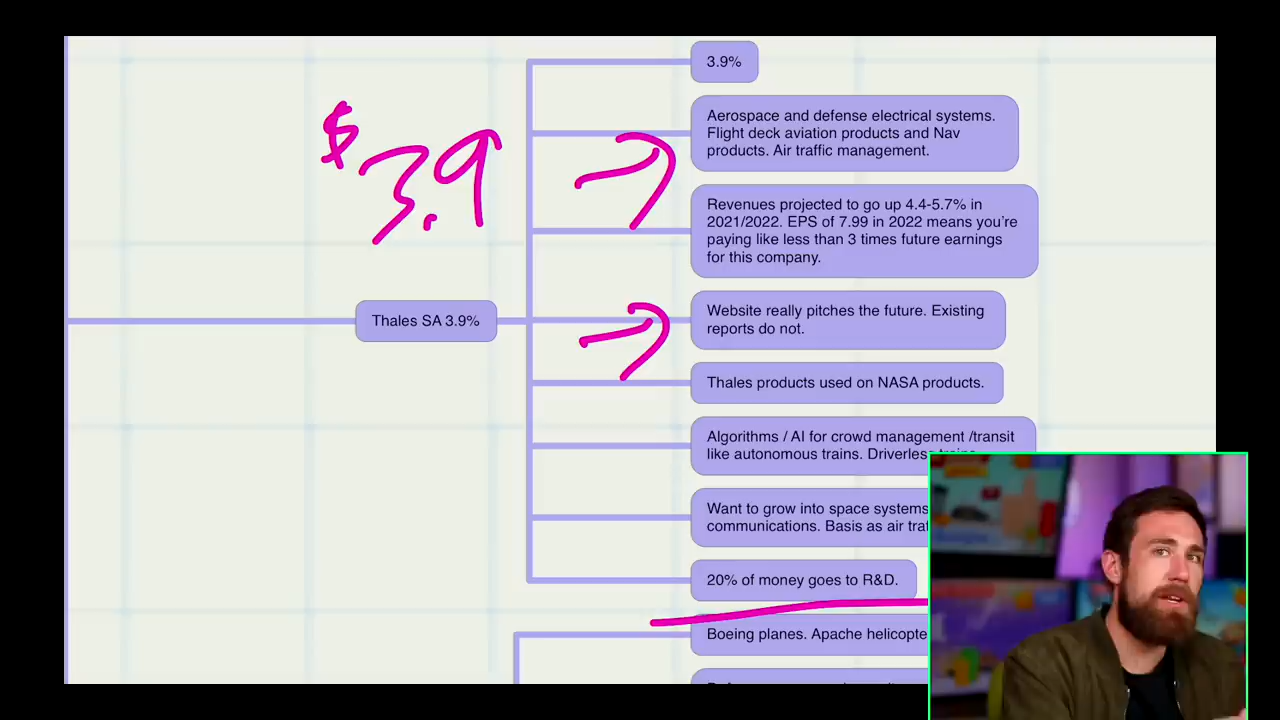 3.9%
Aerospace and defense electrical systems.
Flight deck aviation products and Nav
products. Air traffic management.
$3.9
Revenues projected to go up 4.4-5.7% in
2021/2022. EPS of 7.99 in 2022 means you’re
paying like less than 3 times future earnings
for this company.
Thales SA 3.9%
Website really pitches the future. Existing
reports do not.
Thales products used on NASA products.
Algorithms / AI for crowd management /transit
like autonomous trains. Driverless trains.
Want to grow into space systems
communications. Basis as air
20% of money goes to R&D.
Boeing planes. Apache